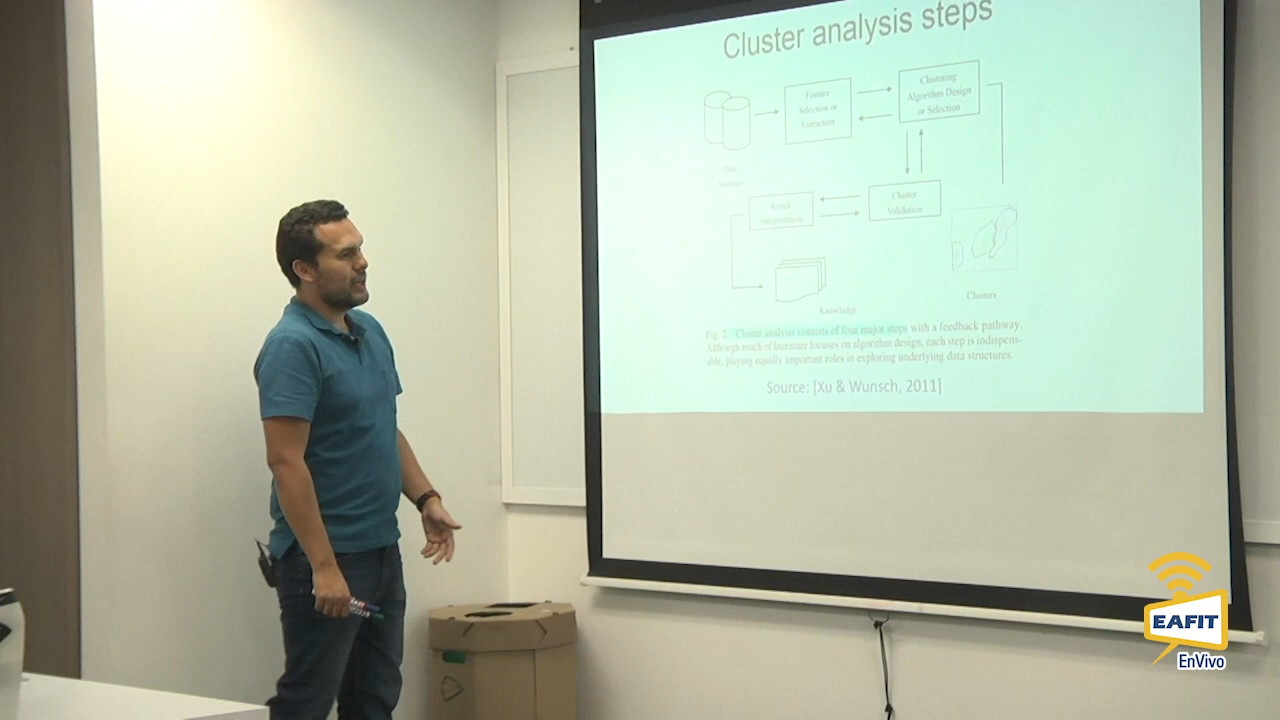 Cluster analysis steps
Feature
Selection or
Extraction
Clustering
Algorithm Design
or Selection
Data
Samples
Result
Interpretation
Cluster
Validation
Clusters
Knowledge
Fig. 2. Cluster analysis consists of four major steps with a feedback pathway.
Although much of literature focuses on algorithm design, each step is indispens-
able, playing equally important roles in exploring underlying data structures.
Source: [Xu & Wunsch, 2011]
EAFIT
EnVivo